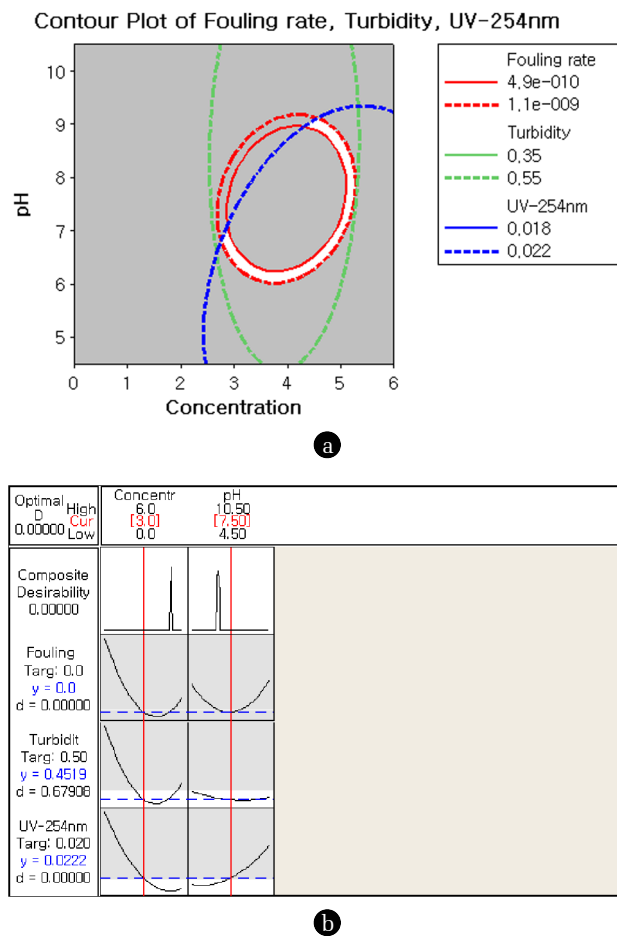 Contour Plot of Fouling rate, Turbidity, UV-254nm
10
9
8
7
6
5
pH
0 1 2 3 4 5 6
Concentration
Fouling rate
4,9e-010
1,1e-009
Turbidity
0,35
0,55
UV-254nm
0,018
0,022
a
Optimal
D
0.00000
High
Cur
Low
Concentr
6.0
[3.0]
0.0
pH
10.50
[7.50]
4.50
Composite
Desirability
0.00000
Fouling
Targ: 0.0
y = 0.0
d = 0.00000
Turbidit
Targ: 0.50
y = 0.4519
d = 0.67908
UV-254nm
Targ: 0.020
y = 0.0222
d = 0.00000
b